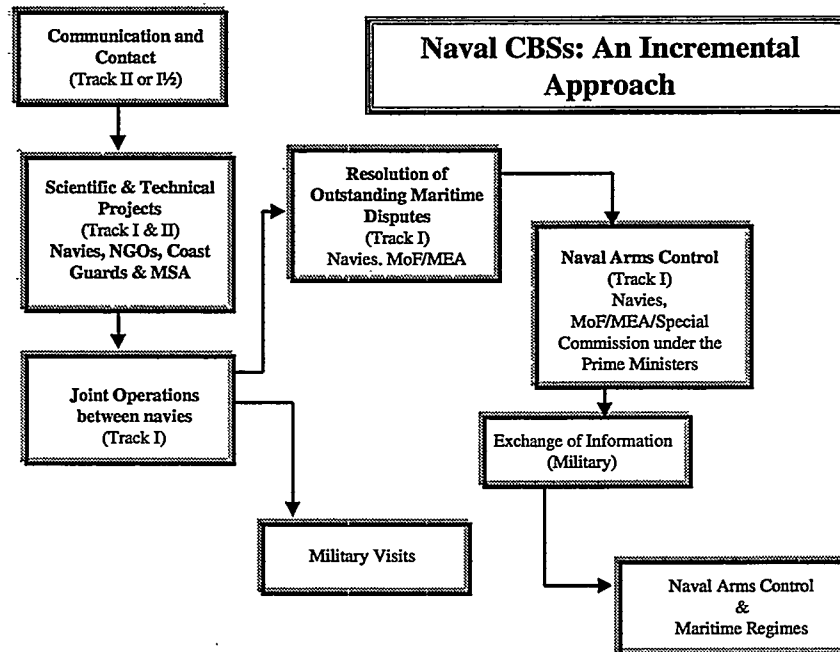 Naval CBSs: An Incremental
Approach
Communication and
Contact
(Track II or I½)
Scientific & Technical
Projects
(Track I & II)
Navies, NGOs, Coast
Guards & MSA
Joint Operations
between navies
(Track I)
Resolution of
Outstanding Maritime
Disputes
(Track I)
Navies. MoF/MEA
Military Visits
Naval Arms Control
(Track I)
Navies,
MoF/MEA/Special
Commission under the
Prime Ministers
Exchange of Information
(Military)
Naval Arms Control
&
Maritime Regimes